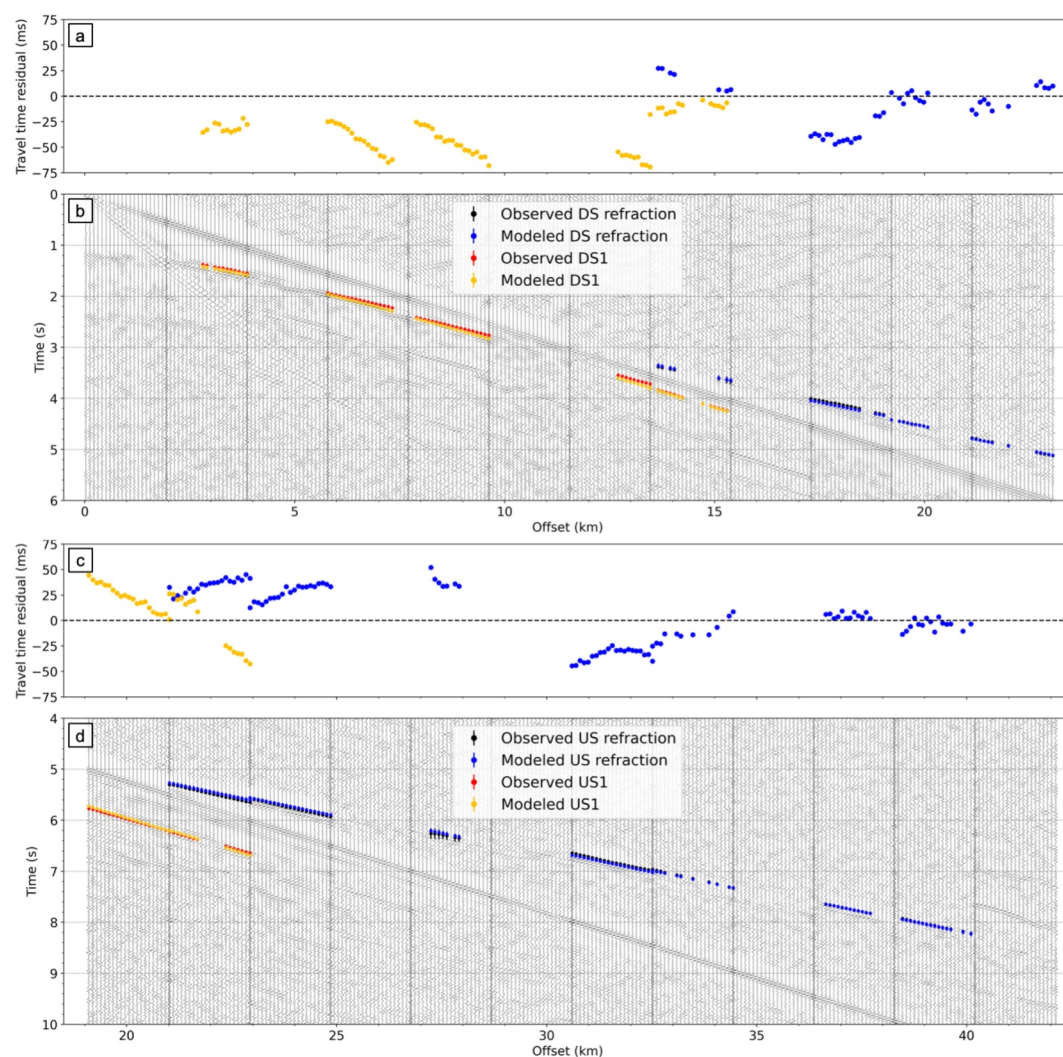 a
Travel time residual (ms)
75
50
25
0
−25
−50
−75
b
Time (s)
0
1
2
3
4
5
6
Observed DS refraction
Modeled DS refraction
Observed DS1
Modeled DS1
0 5 10 15 20
Offset (km)
c
Travel time residual (ms)
75
50
25
0
−25
−50
−75
d
Time (s)
4
5
6
7
8
9
10
Observed US refraction
Modeled US refraction
Observed US1
Modeled US1
20 25 30 35 40
Offset (km)